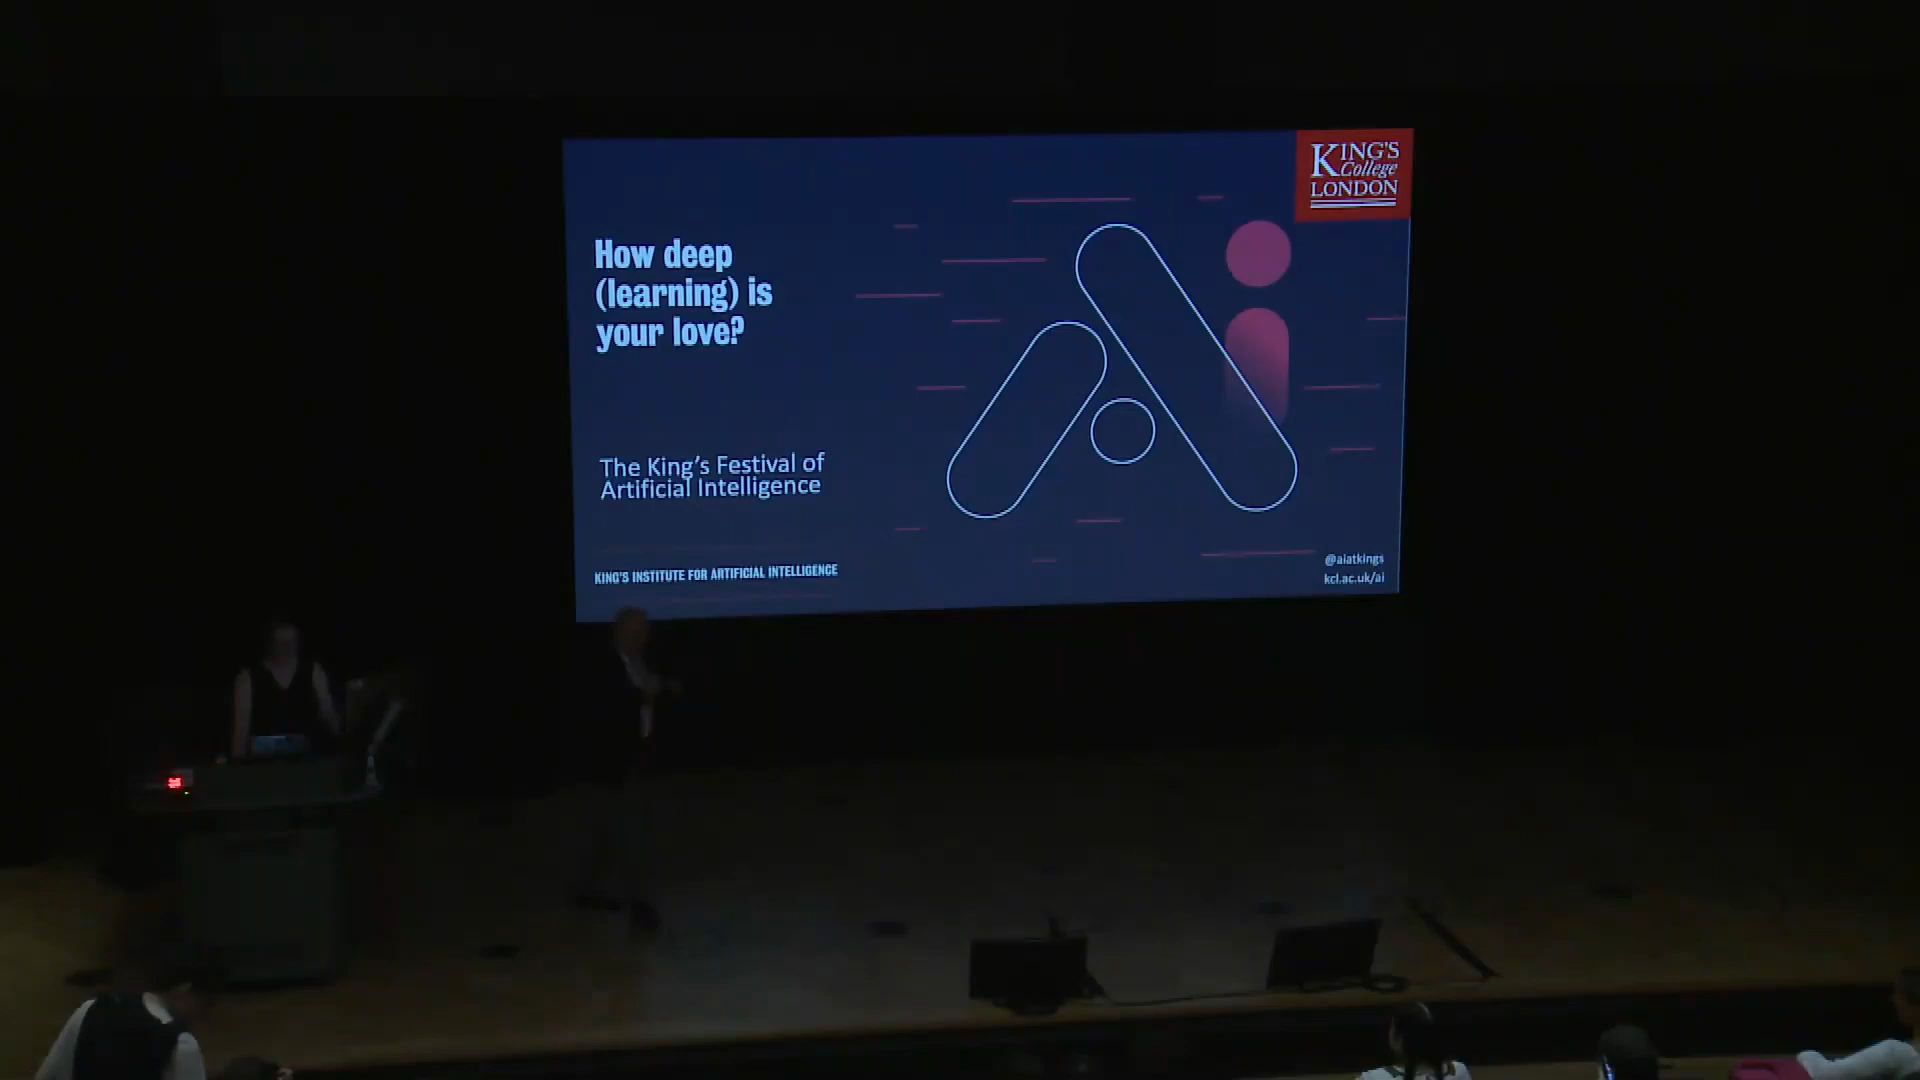 KING'S
College
LONDON
How deep
(learning) is
your love?
The King's Festival of
Artificial Intelligence
KING'S INSTITUTE FOR ARTIFICIAL INTELLIGENCE
@aiatkings
kcl.ac.uk/ai